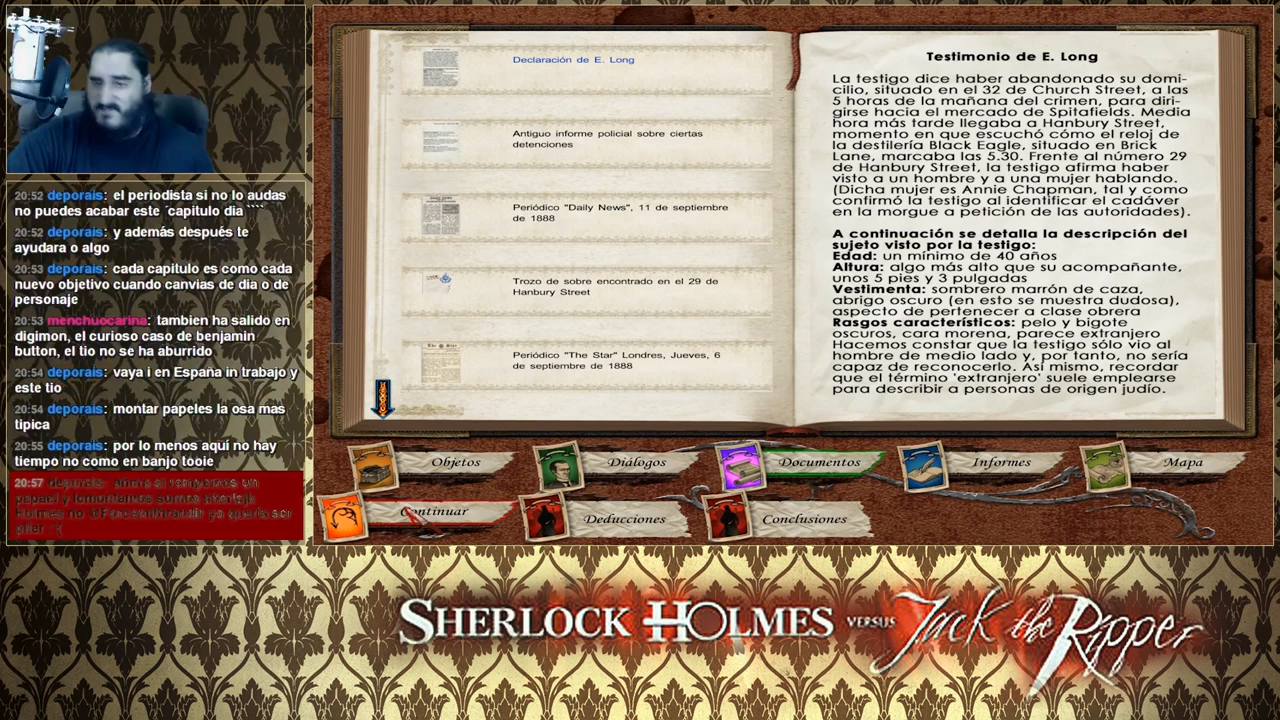 20:52 deporais: el periodista si no lo audas
no puedes acabar este ´capitulo dia ´´´´
20:52 deporais: y además después te
ayudara o algo
20:53 deporais: cada capitulo es como cada
nuevo objetivo cuando canvias de dia o de
personaje
20:53 menchuocarina: tambien ha salido en
digimon, el curioso caso de benjamin
button, el tio no se ha aburrido
20:54 deporais: vaya i en España in trabajo y
este tio
20:54 deporais: montar papeles la osa mas
tipica
20:55 deporais: por lo menos aquí no hay
tiempo no como en banjo tooie
20:57 deporais:
Holmes no
Declaración de E. Long
Antiguo informe policial sobre ciertas
detenciones
Periódico "Daily News", 11 de septiembre
de 1888
Trozo de sobre encontrado en el 29 de
Hanbury Street
Periódico "The Star" Londres, Jueves, 6
de septiembre de 1888
Testimonio de E. Long
La testigo dice haber abandonado su domi-
cilio, situado en el 32 de Church Street, a las
5 horas de la mañana del crimen, para diri-
girse hacia el mercado de Spitafields. Media
hora más tarde llegaba a Hanbury Street,
momento en que escuchó cómo el reloj de
la destilería Black Eagle, situado en Brick
Lane, marcaba las 5.30. Frente al número 29
de Hanbury Street, la testigo afirma haber
visto a un hombre y a una mujer hablando.
(Dicha mujer es Annie Chapman, tal y como
confirmó la testigo al identificar el cadáver
en la morgue a petición de las autoridades).
A continuación se detalla la descripción del
sujeto visto por la testigo:
Edad: un mínimo de 40 años
Altura: algo más alto que su acompañante,
unos 5 pies y 3 pulgadas
Vestimenta: sombrero marrón de caza,
abrigo oscuro (en esto se muestra dudosa),
aspecto de pertenecer a clase obrera
Rasgos característicos: pelo y bigote
oscuros, cara morena, parece extranjero
Hacemos constar que la testigo sólo vio al
hombre de medio lado y, por tanto, no sería
capaz de reconocerlo. Así mismo, recordar
que el término 'extranjero' suele emplearse
para describir a personas de origen judío.
Objetos
Diálogos
Documentos
Informes
Mapa
Continuar
Deducciones
Conclusiones
SHERLOCK HOLMES VERSUS Jack the Ripper